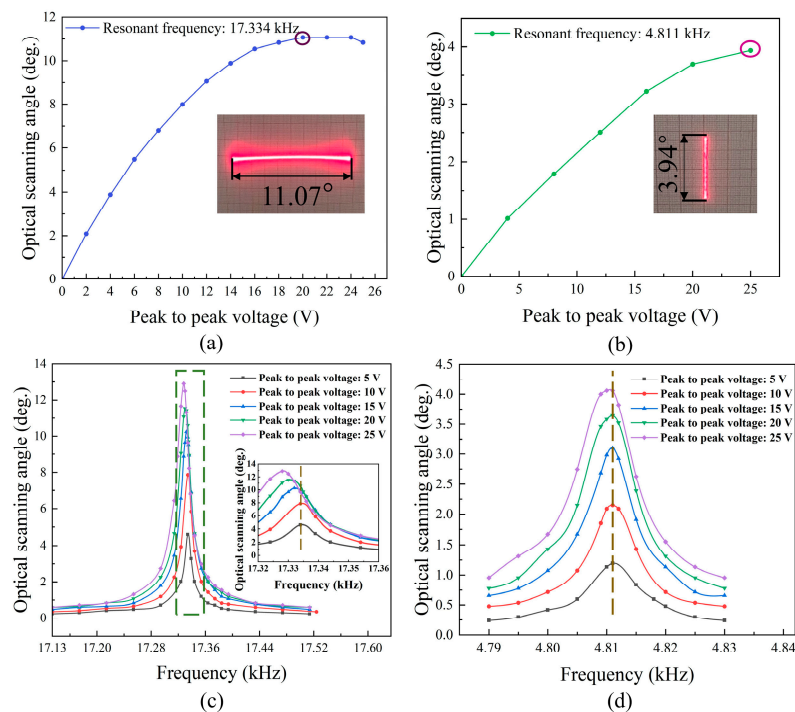 Resonant frequency: 17.334 kHz
12
11
10
9
8
7
6
5
4
3
2
1
0
Optical scanning angle (deg.)
11.07°
0 2 4 6 8 10 12 14 16 18 20 22 24 26
Peak to peak voltage (V)
(a)
Resonant frequency: 4.811 kHz
4
3
2
1
0
Optical scanning angle (deg.)
3.94°
0 5 10 15 20 25
Peak to peak voltage (V)
(b)
14
12
10
8
6
4
2
0
Optical scanning angle (deg.)
Peak to peak voltage: 5 V
Peak to peak voltage: 10 V
Peak to peak voltage: 15 V
Peak to peak voltage: 20 V
Peak to peak voltage: 25 V
14
12
10
8
6
4
2
0
Optical scanning angle (deg.)
17.32 17.33 17.34 17.35 17.36
Frequency (kHz)
17.13 17.20 17.28 17.36 17.44 17.52 17.60
Frequency (kHz)
(c)
4.5
4.0
3.5
3.0
2.5
2.0
1.5
1.0
0.5
0.0
Optical scanning angle (deg.)
Peak to peak voltage: 5 V
Peak to peak voltage: 10 V
Peak to peak voltage: 15 V
Peak to peak voltage: 20 V
Peak to peak voltage: 25 V
4.79 4.80 4.81 4.82 4.83 4.84
Frequency (kHz)
(d)